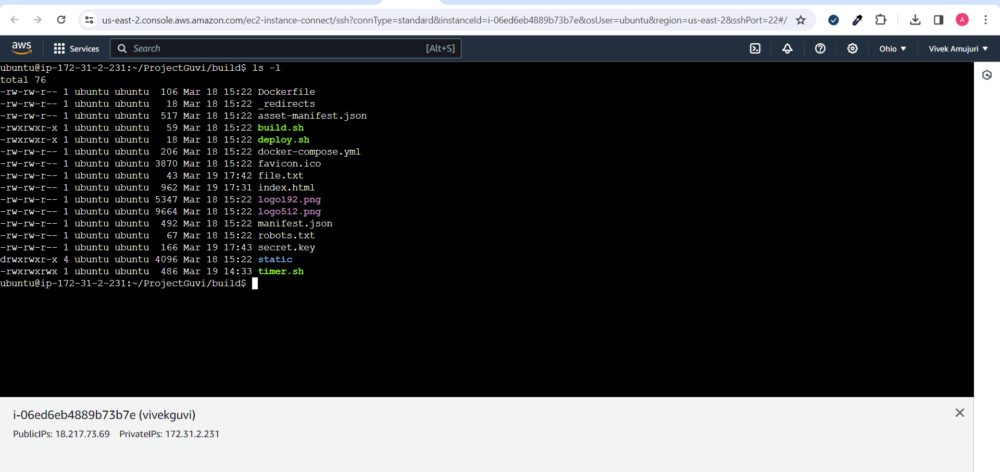 us-east-2.console.aws.amazon.com/ec2-instance-connect/ssh?connType=standard&instanceId=i-06ed6eb4889b73b7e&osUser=ubuntu&region=us-east-2&sshPort=22#/
A
aws
Services
Search
[Alt+S]
Ohio
Vivek Amujuri
ubuntu@ip-172-31-2-231:~/ProjectGuvi/build$ ls -l
total 76
-rw-rw-r-- 1 ubuntu ubuntu  106 Mar 18 15:22 Dockerfile
-rw-rw-r-- 1 ubuntu ubuntu   18 Mar 18 15:22 _redirects
-rw-rw-r-- 1 ubuntu ubuntu  517 Mar 18 15:22 asset-manifest.json
-rwxrwxr-x 1 ubuntu ubuntu   59 Mar 18 15:22 build.sh
-rwxrwxr-x 1 ubuntu ubuntu   18 Mar 18 15:22 deploy.sh
-rw-rw-r-- 1 ubuntu ubuntu  206 Mar 18 15:22 docker-compose.yml
-rw-rw-r-- 1 ubuntu ubuntu 3870 Mar 18 15:22 favicon.ico
-rw-rw-r-- 1 ubuntu ubuntu   43 Mar 19 17:42 file.txt
-rw-rw-r-- 1 ubuntu ubuntu  962 Mar 19 17:31 index.html
-rw-rw-r-- 1 ubuntu ubuntu 5347 Mar 18 15:22 logo192.png
-rw-rw-r-- 1 ubuntu ubuntu 9664 Mar 18 15:22 logo512.png
-rw-rw-r-- 1 ubuntu ubuntu  492 Mar 18 15:22 manifest.json
-rw-rw-r-- 1 ubuntu ubuntu   67 Mar 18 15:22 robots.txt
-rw-rw-r-- 1 ubuntu ubuntu  166 Mar 19 17:43 secret.key
drwxrwxr-x 4 ubuntu ubuntu 4096 Mar 18 15:22 static
-rwxrwxrwx 1 ubuntu ubuntu  486 Mar 19 14:33 timer.sh
ubuntu@ip-172-31-2-231:~/ProjectGuvi/build$
i-06ed6eb4889b73b7e (vivekguvi)
PublicIPs: 18.217.73.69 PrivateIPs: 172.31.2.231